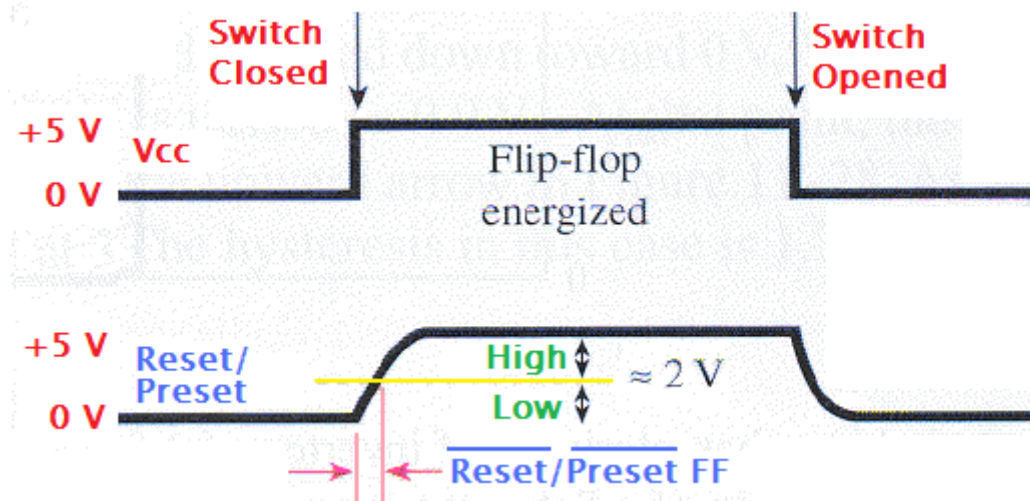 Switch
Closed
Switch
Opened
+5 V
Vcc
0 V
Flip-flop
energized
+5 V
Reset/
Preset
High
≈ 2 V
Low
0 V
Reset/Preset FF